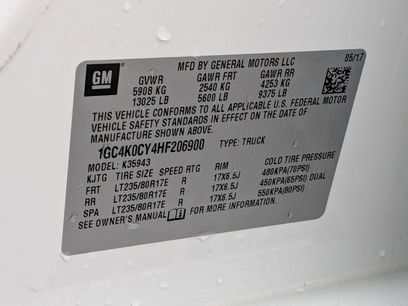 GM
MFD BY GENERAL MOTORS LLC 05/17
GVWR GAWR FRT GAWR RR
5908 KG 2540 KG 4253 KG
13025 LB 5600 LB 9375 LB
THIS VEHICLE CONFORMS TO ALL APPLICABLE U.S. FEDERAL MOTOR
VEHICLE SAFETY STANDARDS IN EFFECT ON THE DATE OF
MANUFACTURE SHOWN ABOVE.
1GC4K0CY4HF206900 TYPE: TRUCK
MODEL: K35943
KJTG TIRE SIZE SPEED RTG RIM COLD TIRE PRESSURE
FRT LT235/80R17E R 17X6.5J 480KPA(70PSI)
RR LT235/80R17E R 17X6.5J 450KPA(65PSI) DUAL
SPA LT235/80R17E R 17X6.5J 550KPA(80PSI)
SEE OWNER'S MANUAL FOR ADDITIONAL INFORMATION.